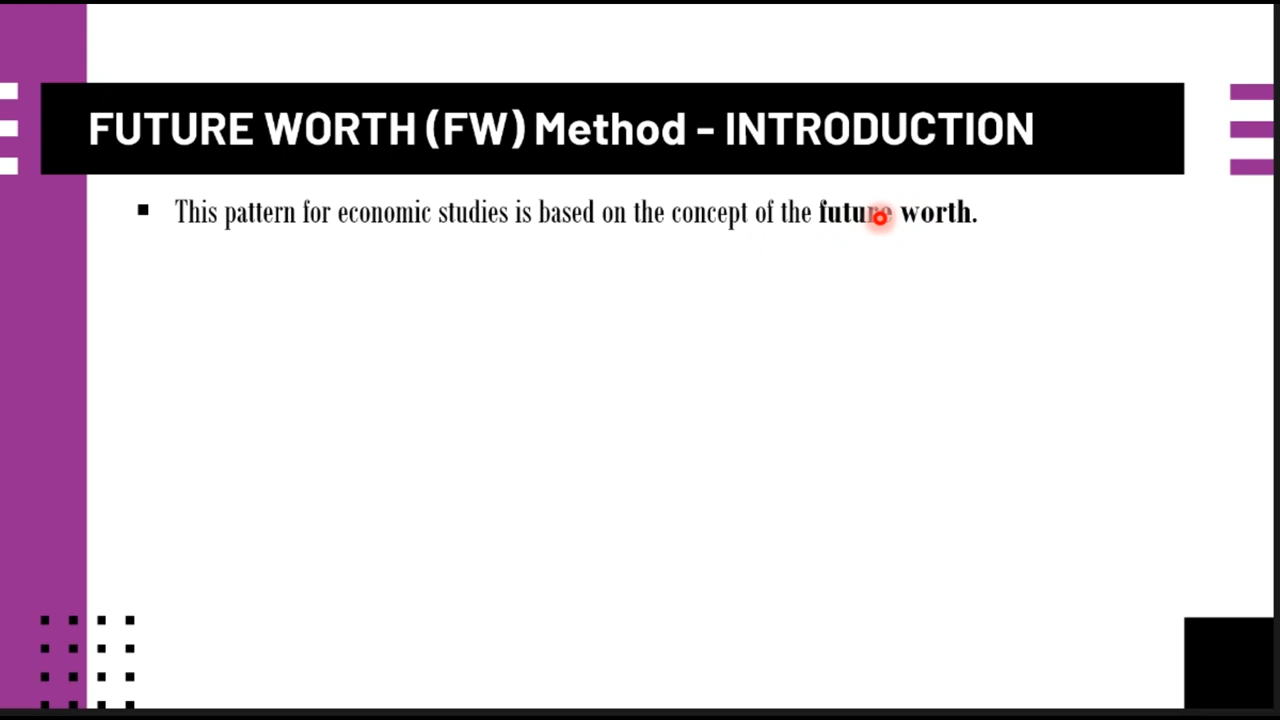 FUTURE WORTH (FW) Method - INTRODUCTION
This pattern for economic studies is based on the concept of the future worth.